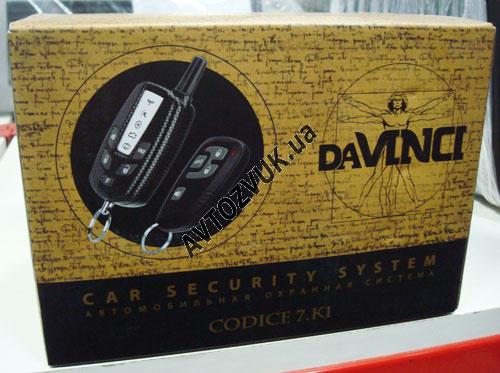 DAVINCI
AVTOZVUK.ua
CAR SECURITY SYSTEM
АВТОМОБИЛЬНАЯ ОХРАННАЯ СИСТЕМА
CODICE 7.KI